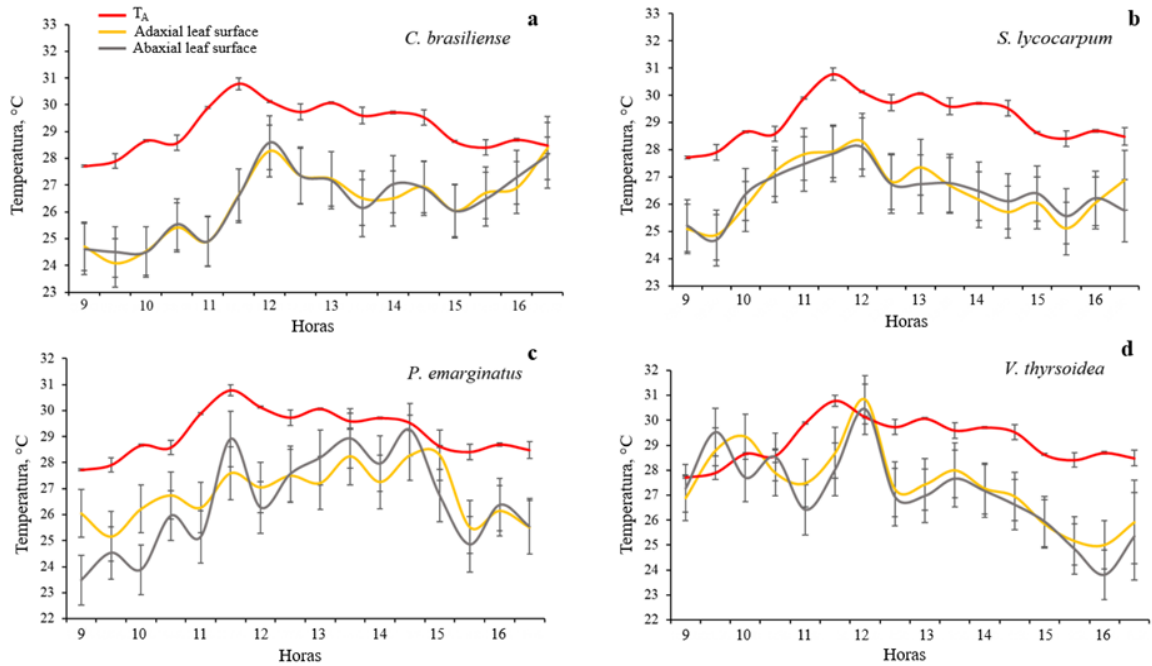 T_A
Adaxial leaf surface
Abaxial leaf surface
a
C. brasiliense
Temperatura, °C
33
32
31
30
29
28
27
26
25
24
23
9 10 11 12 13 14 15 16
Horas
b
S. lycocarpum
Temperatura, °C
33
32
31
30
29
28
27
26
25
24
23
9 10 11 12 13 14 15 16
Horas
c
P. emarginatus
Temperatura, °C
32
31
30
29
28
27
26
25
24
23
22
9 10 11 12 13 14 15 16
Horas
d
V. thyrsoidea
Temperatura, °C
32
31
30
29
28
27
26
25
24
23
22
9 10 11 12 13 14 15 16
Horas